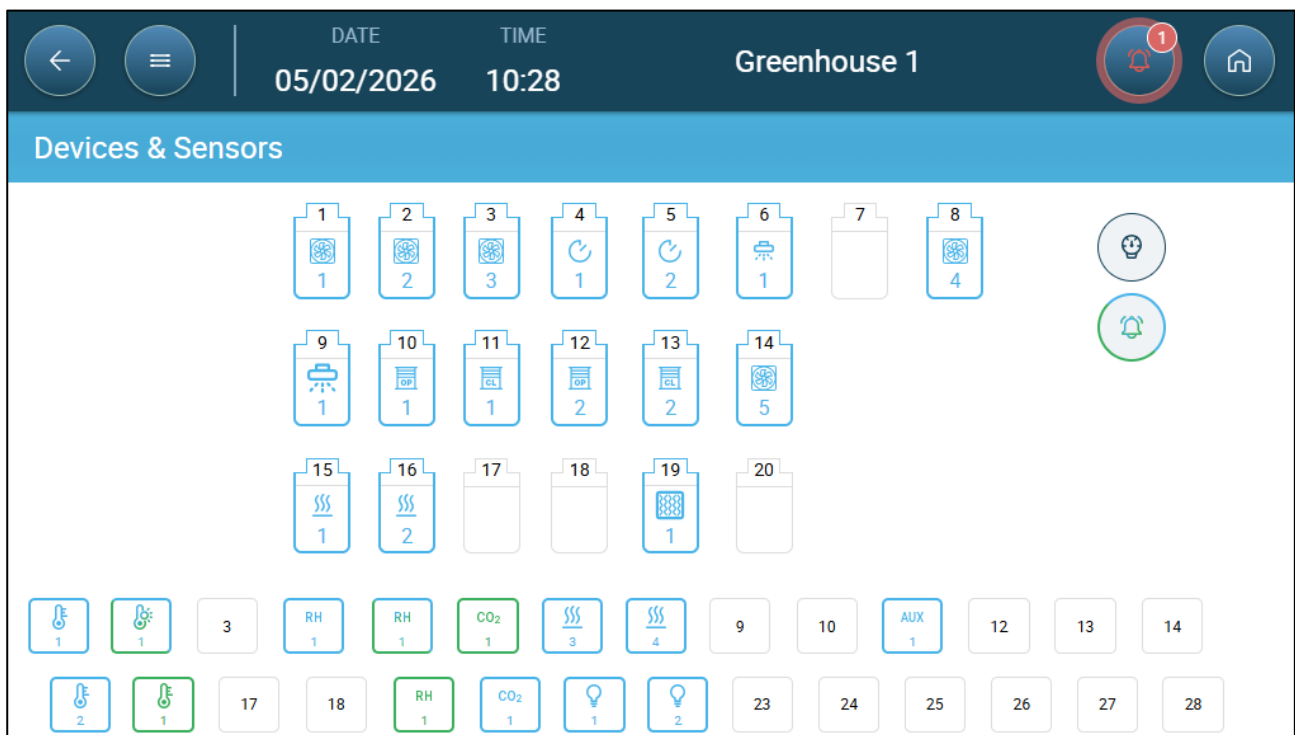 DATE TIME
05/02/2026 10:28 Greenhouse 1 1
Devices & Sensors
1 2 3 4 5 6 7 8
1 2 3 1 2 1 4
9 10 11 12 13 14
OP CL OP CL
1 1 1 2 2 5
15 16 17 18 19 20
1 2 1
3 RH RH CO₂ 9 10 AUX 12 13 14
1 1 1 1 1 3 4 1
17 18 RH CO₂ 23 24 25 26 27 28
2 1 1 1 1 2